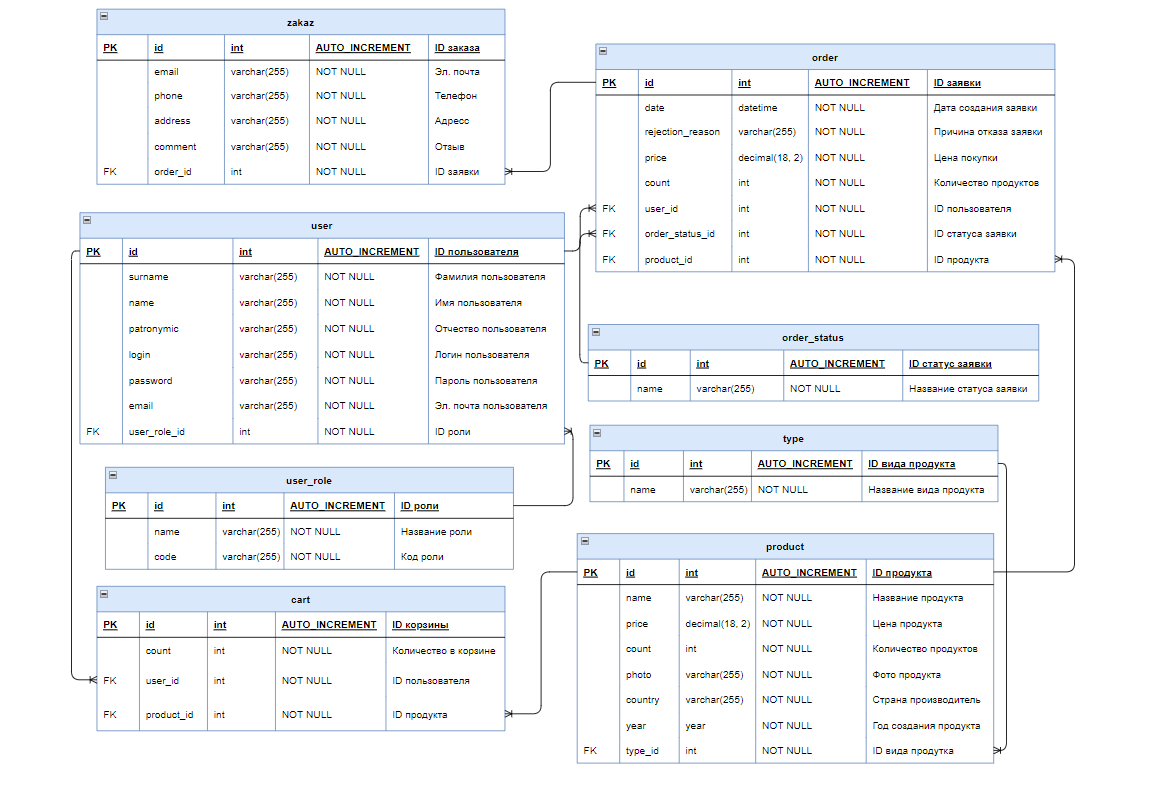 zakaz
PK id int AUTO_INCREMENT ID заказа
email varchar(255) NOT NULL Эл. почта
phone varchar(255) NOT NULL Телефон
address varchar(255) NOT NULL Адресс
comment varchar(255) NOT NULL Отзыв
FK order_id int NOT NULL ID заявки
order
PK id int AUTO_INCREMENT ID заявки
date datetime NOT NULL Дата создания заявки
rejection_reason varchar(255) NOT NULL Причина отказа заявки
price decimal(18, 2) NOT NULL Цена покупки
count int NOT NULL Количество продуктов
FK user_id int NOT NULL ID пользователя
FK order_status_id int NOT NULL ID статуса заявки
FK product_id int NOT NULL ID продукта
user
PK id int AUTO_INCREMENT ID пользователя
surname varchar(255) NOT NULL Фамилия пользователя
name varchar(255) NOT NULL Имя пользователя
patronymic varchar(255) NOT NULL Отчество пользователя
login varchar(255) NOT NULL Логин пользователя
password varchar(255) NOT NULL Пароль пользователя
email varchar(255) NOT NULL Эл. почта пользователя
FK user_role_id int NOT NULL ID роли
order_status
PK id int AUTO_INCREMENT ID статус заявки
name varchar(255) NOT NULL Название статуса заявки
type
PK id int AUTO_INCREMENT ID вида продукта
name varchar(255) NOT NULL Название вида продукта
user_role
PK id int AUTO_INCREMENT ID роли
name varchar(255) NOT NULL Название роли
code varchar(255) NOT NULL Код роли
product
PK id int AUTO_INCREMENT ID продукта
name varchar(255) NOT NULL Название продукта
price decimal(18, 2) NOT NULL Цена продукта
count int NOT NULL Количество продуктов
photo varchar(255) NOT NULL Фото продукта
country varchar(255) NOT NULL Страна производитель
year year NOT NULL Год создания продукта
FK type_id int NOT NULL ID вида продутка
cart
PK id int AUTO_INCREMENT ID корзины
count int NOT NULL Количество в корзине
FK user_id int NOT NULL ID пользователя
FK product_id int NOT NULL ID продукта